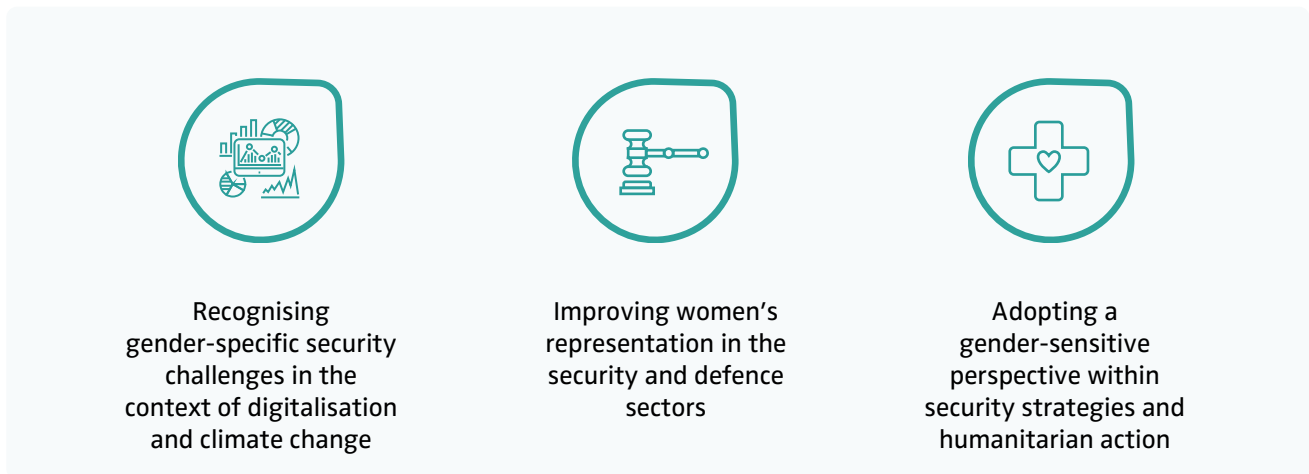 Recognising
gender-specific security
challenges in the
context of digitalisation
and climate change
Improving women’s
representation in the
security and defence
sectors
Adopting a
gender-sensitive
perspective within
security strategies and
humanitarian action